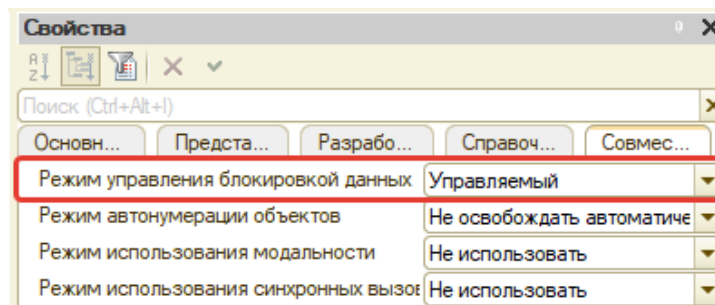 Свойства
Поиск (Ctrl+Alt+I)
Основн... Предста... Разрабо... Справоч... Совмес...
Режим управления блокировкой данных Управляемый
Режим автонумерации объектов Не освобождать автоматиче
Режим использования модальности Не использовать
Режим использования синхронных вызов Не использовать